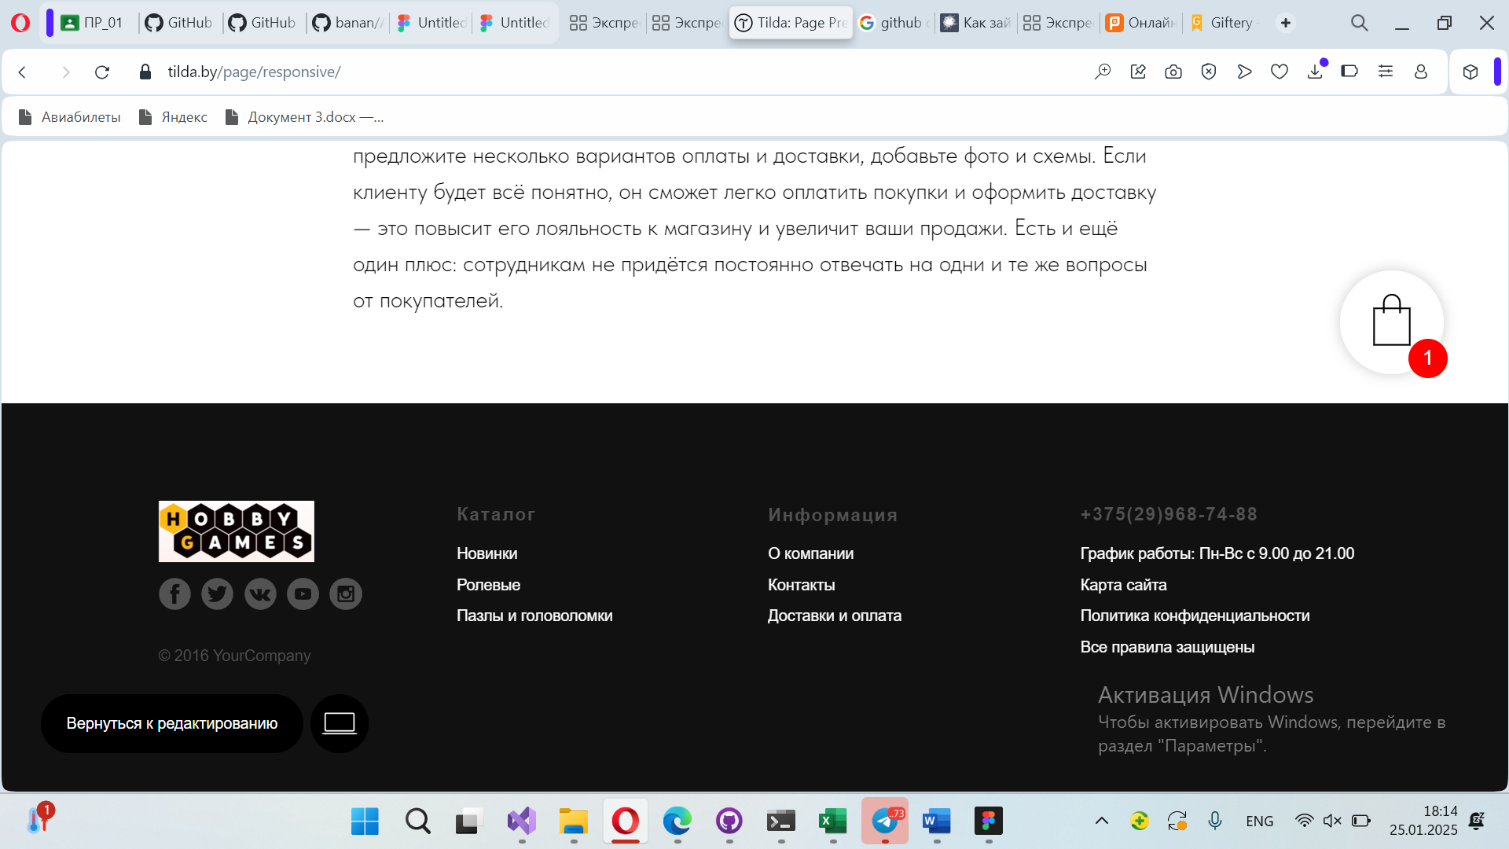 ПР_01
GitHub
GitHub
banan//
Untitled
Untitled
Экспре
Экспре
Tilda: Page Pre
github
Как зай
Экспре
Онлайн
Giftery -
tilda.by/page/responsive/
Авиабилеты
Яндекс
Документ 3.docx —...
предложите несколько вариантов оплаты и доставки, добавьте фото и схемы. Если
клиенту будет всё понятно, он сможет легко оплатить покупки и оформить доставку
— это повысит его лояльность к магазину и увеличит ваши продажи. Есть и ещё
один плюс: сотрудникам не придётся постоянно отвечать на одни и те же вопросы
от покупателей.
1
HOBBY
GAMES
© 2016 YourCompany
Каталог
Новинки
Ролевые
Пазлы и головоломки
Информация
О компании
Контакты
Доставки и оплата
+375(29)968-74-88
График работы: Пн-Вс с 9.00 до 21.00
Карта сайта
Политика конфиденциальности
Все правила защищены
Вернуться к редактированию
Активация Windows
Чтобы активировать Windows, перейдите в
раздел "Параметры".
1
..73
ENG
18:14
25.01.2025